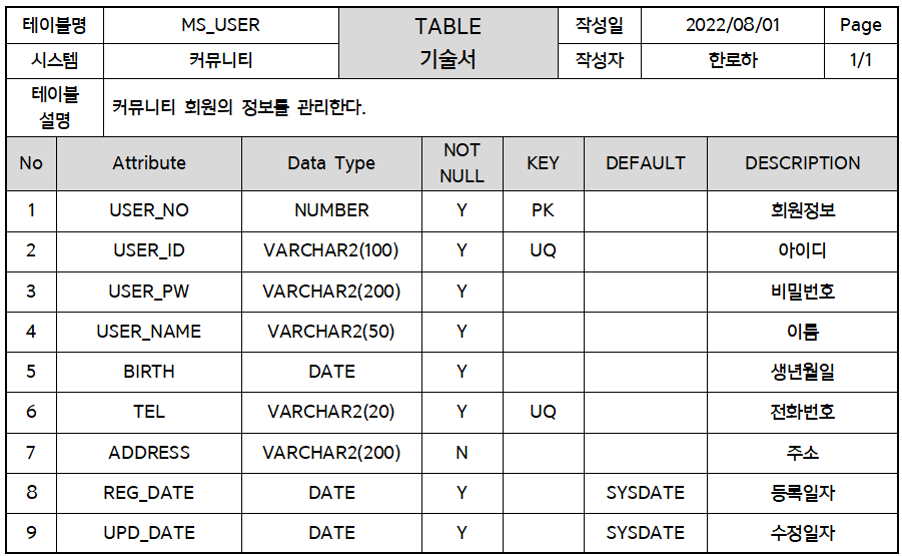 테이블명 MS_USER TABLE 기술서 작성일 2022/08/01 Page
시스템 커뮤니티 작성자 한로하 1/1
테이블 설명 커뮤니티 회원의 정보를 관리한다.
No Attribute Data Type NOT NULL KEY DEFAULT DESCRIPTION
1 USER_NO NUMBER Y PK 회원정보
2 USER_ID VARCHAR2(100) Y UQ 아이디
3 USER_PW VARCHAR2(200) Y 비밀번호
4 USER_NAME VARCHAR2(50) Y 이름
5 BIRTH DATE Y 생년월일
6 TEL VARCHAR2(20) Y UQ 전화번호
7 ADDRESS VARCHAR2(200) N 주소
8 REG_DATE DATE Y SYSDATE 등록일자
9 UPD_DATE DATE Y SYSDATE 수정일자